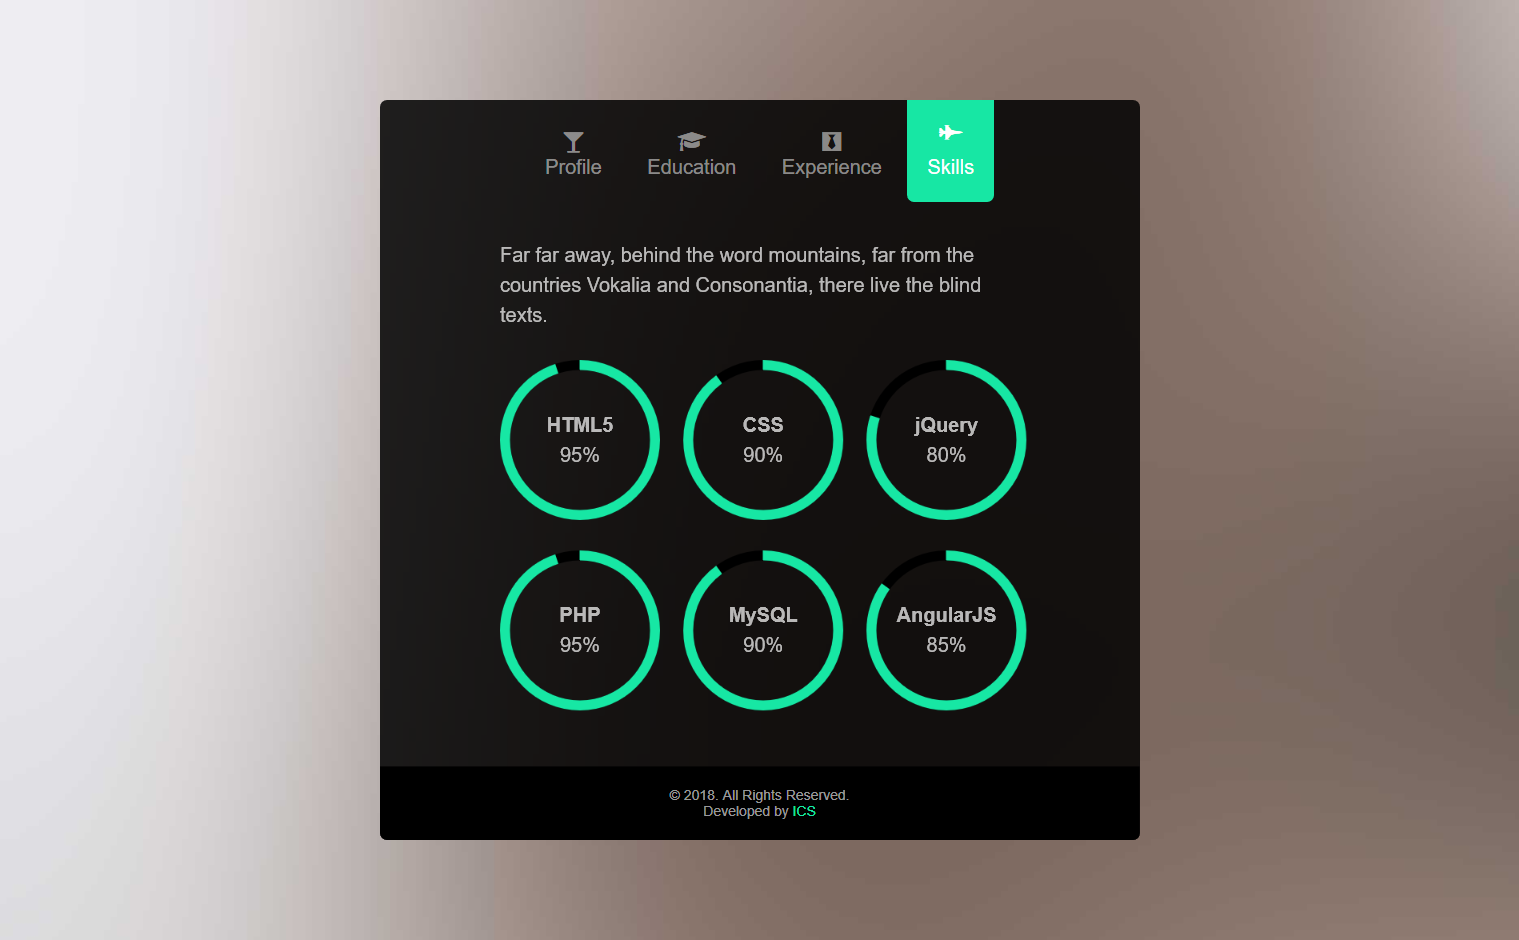 Profile
Education
Experience
Skills
Far far away, behind the word mountains, far from the
countries Vokalia and Consonantia, there live the blind
texts.
HTML5
95%
CSS
90%
jQuery
80%
PHP
95%
MySQL
90%
AngularJS
85%
© 2018. All Rights Reserved.
Developed by ICS